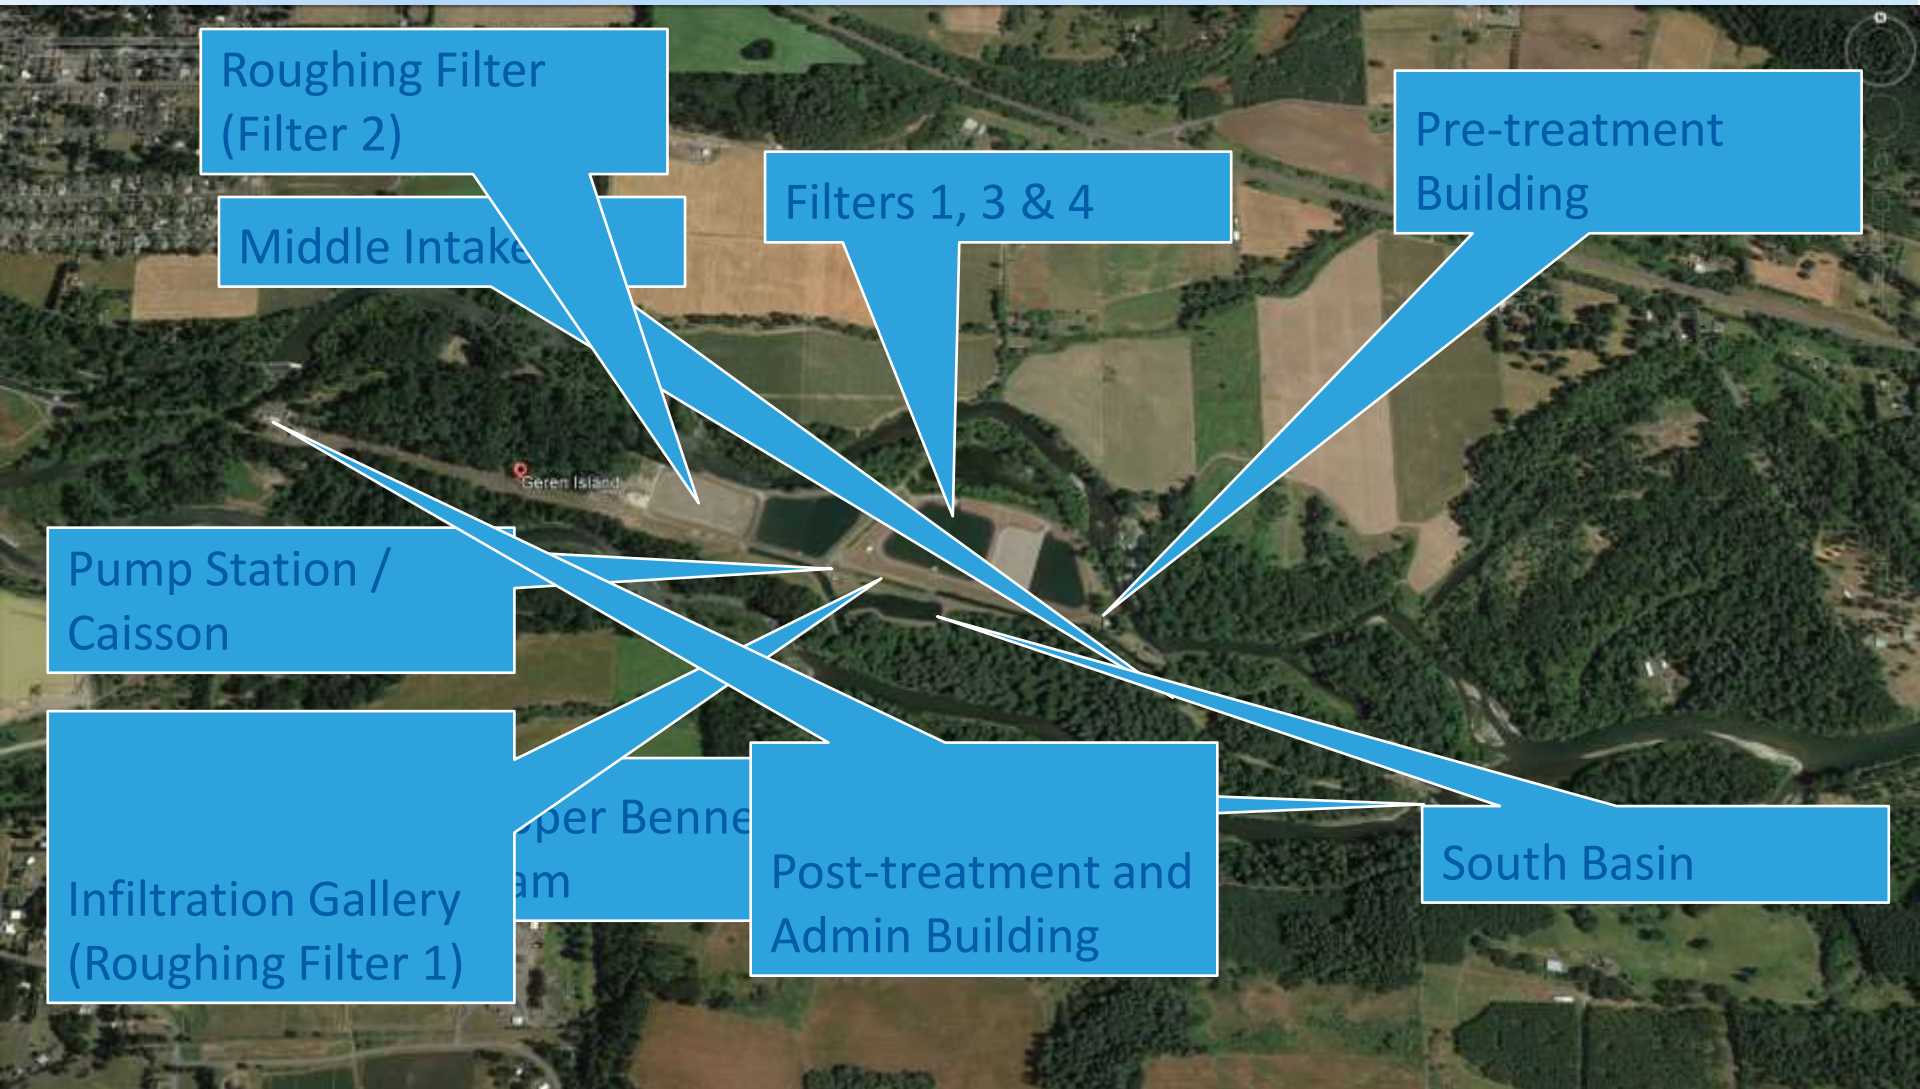 Roughing Filter
(Filter 2)
Middle Intake
Filters 1, 3 & 4
Pre-treatment
Building
Geren Island
Pump Station /
Caisson
Infiltration Gallery
(Roughing Filter 1)
Post-treatment and
Admin Building
South Basin